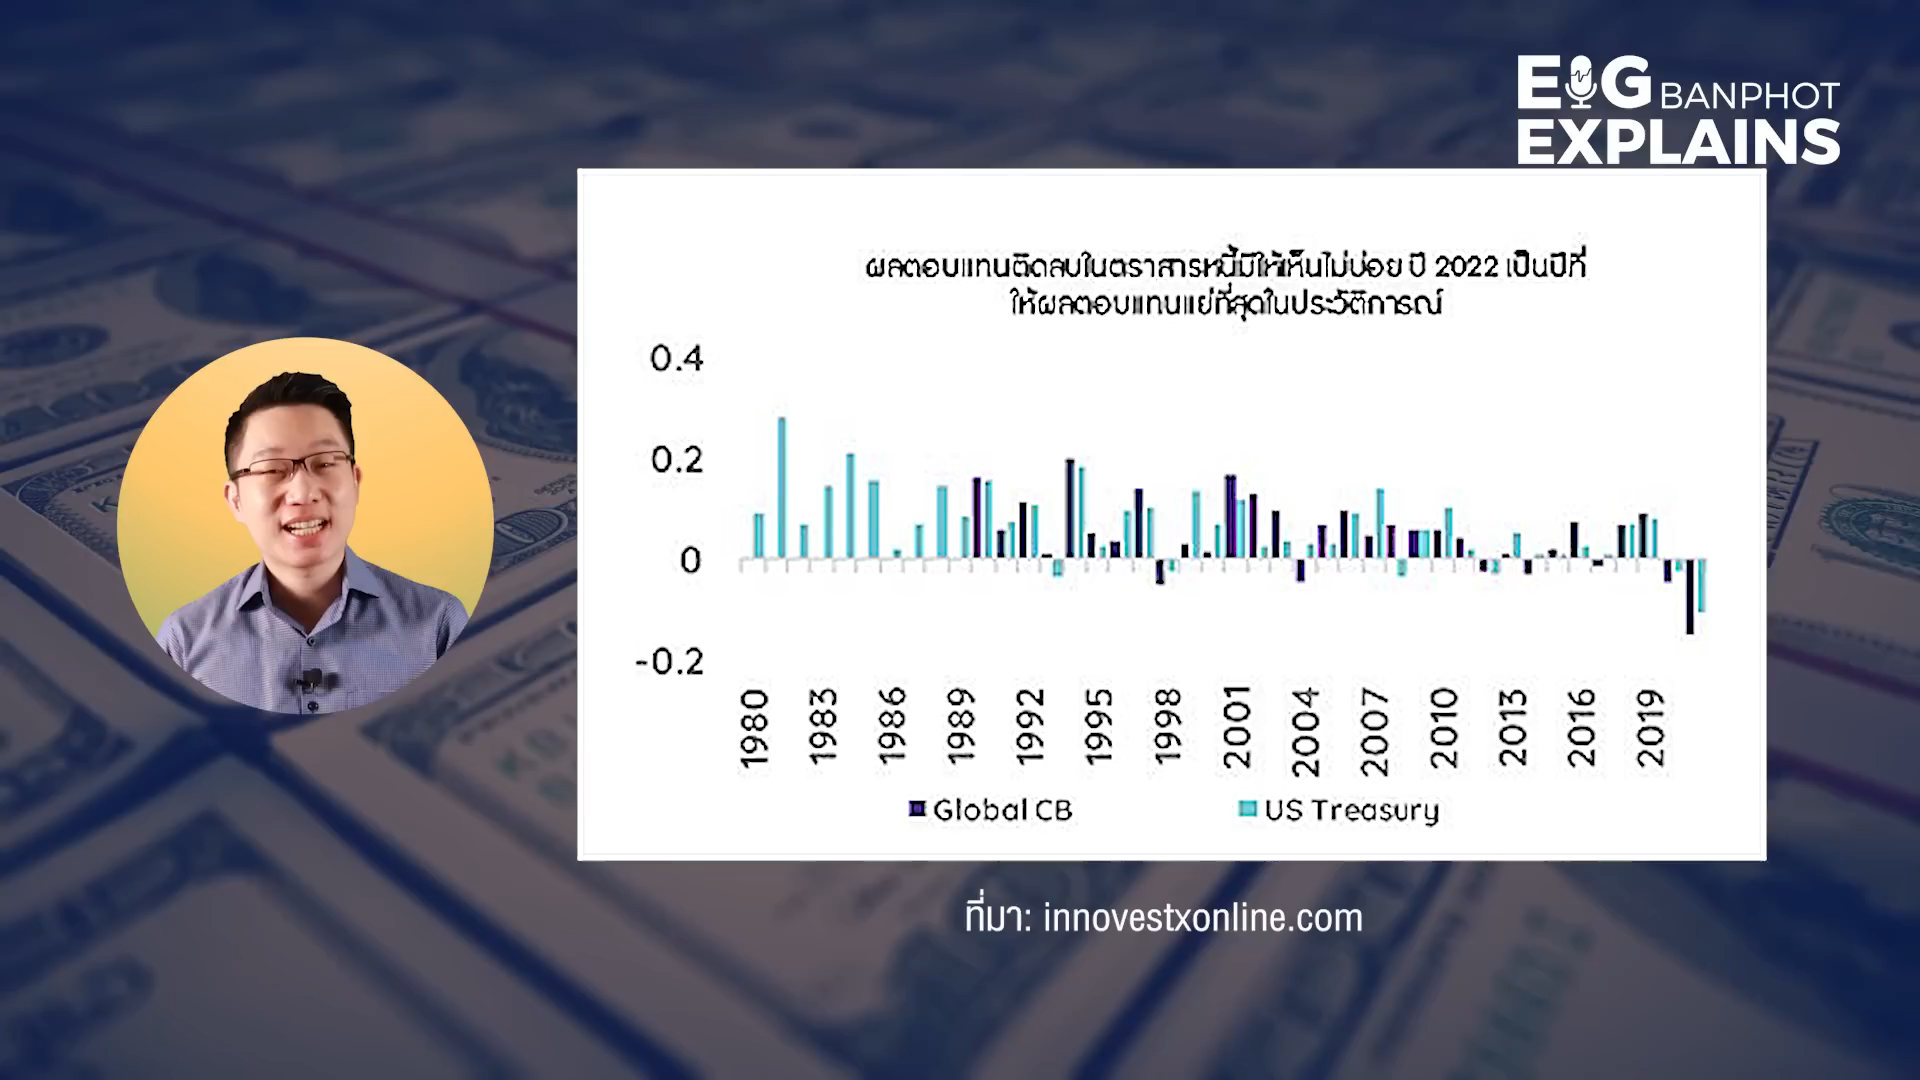 EIG BANPHOT
EXPLAINS
ผลตอบแทนติดลบในตราสารหนี้มีให้เห็นไม่บ่อย ปี 2022 เป็นปีที่
ให้ผลตอบแทนแย่ที่สุดในประวัติการณ์
0.4
0.2
0
-0.2
1980 1983 1986 1989 1992 1995 1998 2001 2004 2007 2010 2013 2016 2019
Global CB US Treasury
ที่มา: innovestxonline.com